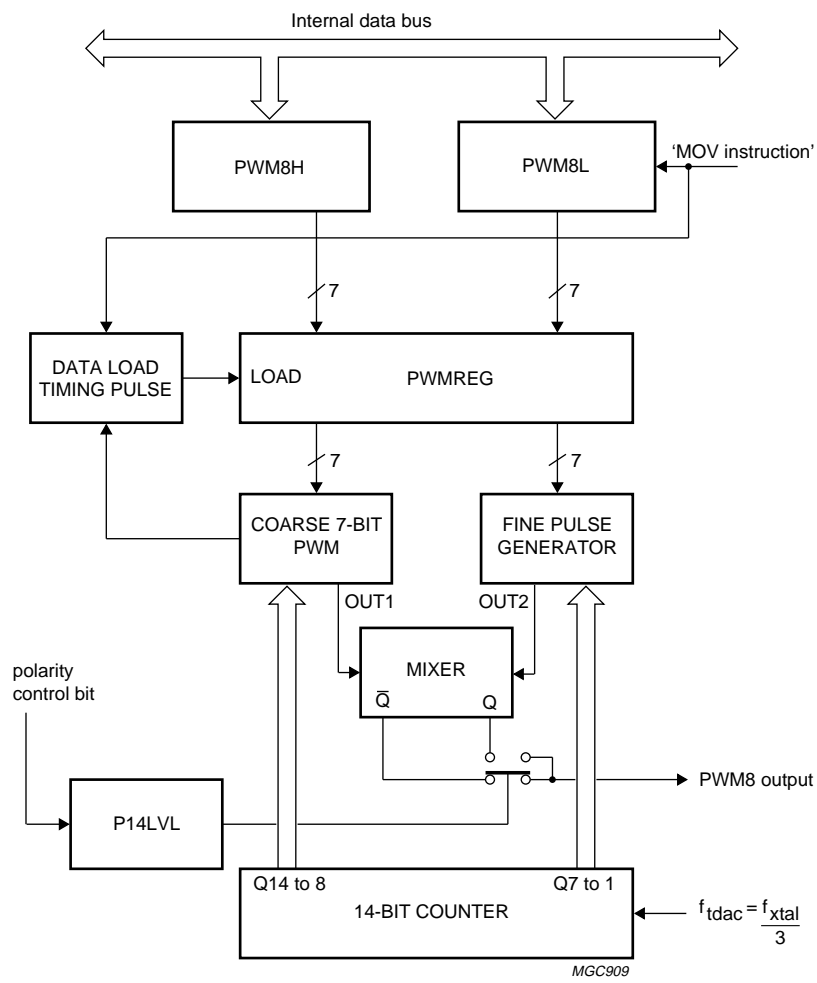 Internal data bus
PWM8H
PWM8L
‘MOV instruction’
7
7
DATA LOAD
TIMING PULSE
LOAD
PWMREG
7
7
COARSE 7-BIT
PWM
FINE PULSE
GENERATOR
OUT1
OUT2
MIXER
Q̅
Q
polarity
control bit
PWM8 output
P14LVL
Q14 to 8
Q7 to 1
14-BIT COUNTER
f tdac = f xtal
3
MGC909